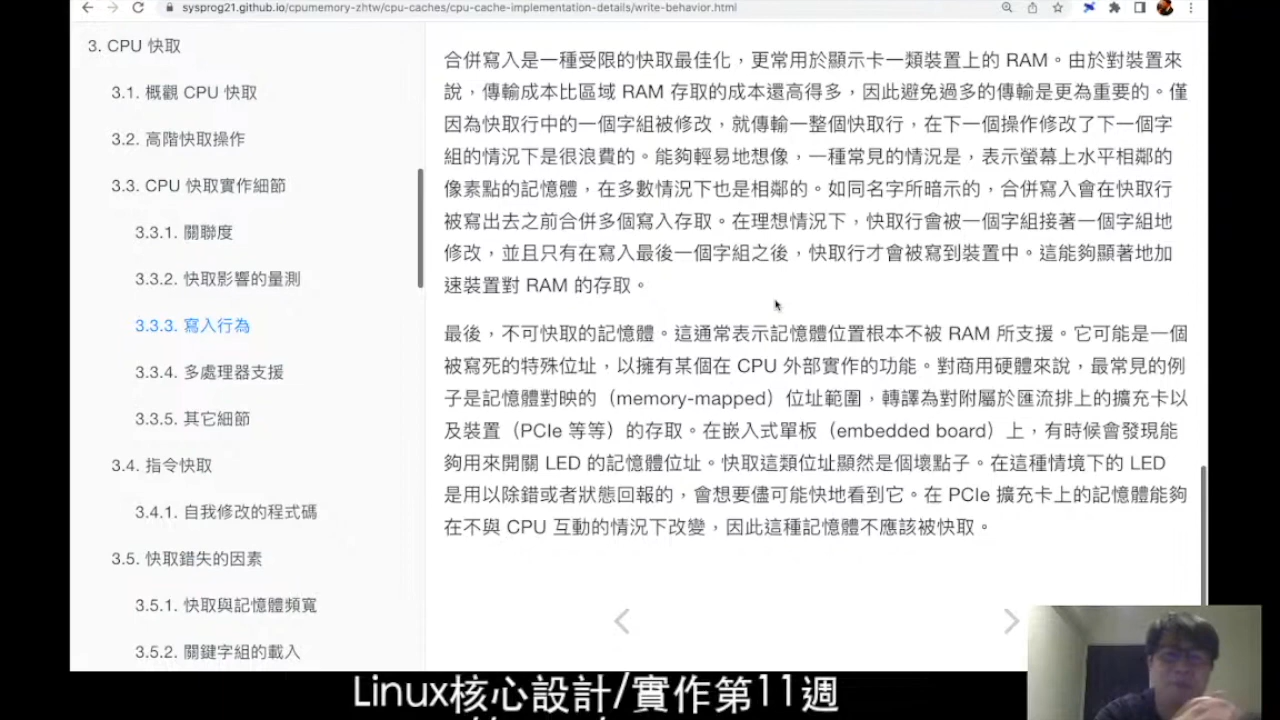 sysprog21.github.io/cpumemory-zhtw/cpu-caches/cpu-cache-implementation-details/write-behavior.html
3. CPU 快取
3.1. 概觀 CPU 快取
3.2. 高階快取操作
3.3. CPU 快取實作細節
3.3.1. 關聯度
3.3.2. 快取影響的量測
3.3.3. 寫入行為
3.3.4. 多處理器支援
3.3.5. 其它細節
3.4. 指令快取
3.4.1. 自我修改的程式碼
3.5. 快取錯失的因素
3.5.1. 快取與記憶體頻寬
3.5.2. 關鍵字組的載入
合併寫入是一種受限的快取最佳化，更常用於顯示卡一類裝置上的 RAM。由於對裝置來
說，傳輸成本比區域 RAM 存取的成本還高得多，因此避免過多的傳輸是更為重要的。僅
因為快取行中的一個字組被修改，就傳輸一整個快取行，在下一個操作修改了下一個字
組的情況下是很浪費的。能夠輕易地想像，一種常見的情況是，表示螢幕上水平相鄰的
像素點的記憶體，在多數情況下也是相鄰的。如同名字所暗示的，合併寫入會在快取行
被寫出去之前合併多個寫入存取。在理想情況下，快取行會被一個字組接著一個字組地
修改，並且只有在寫入最後一個字組之後，快取行才會被寫到裝置中。這能夠顯著地加
速裝置對 RAM 的存取。
最後，不可快取的記憶體。這通常表示記憶體位置根本不被 RAM 所支援。它可能是一個
被寫死的特殊位址，以擁有某個在 CPU 外部實作的功能。對商用硬體來說，最常見的例
子是記憶體對映的（memory-mapped）位址範圍，轉譯為對附屬於匯流排上的擴充卡以
及裝置（PCIe 等等）的存取。在嵌入式單板（embedded board）上，有時候會發現能
夠用來開關 LED 的記憶體位址。快取這類位址顯然是個壞點子。在這種情境下的 LED
是用以除錯或者狀態回報的，會想要儘可能快地看到它。在 PCIe 擴充卡上的記憶體能夠
在不與 CPU 互動的情況下改變，因此這種記憶體不應該被快取。
Linux核心設計/實作第11週